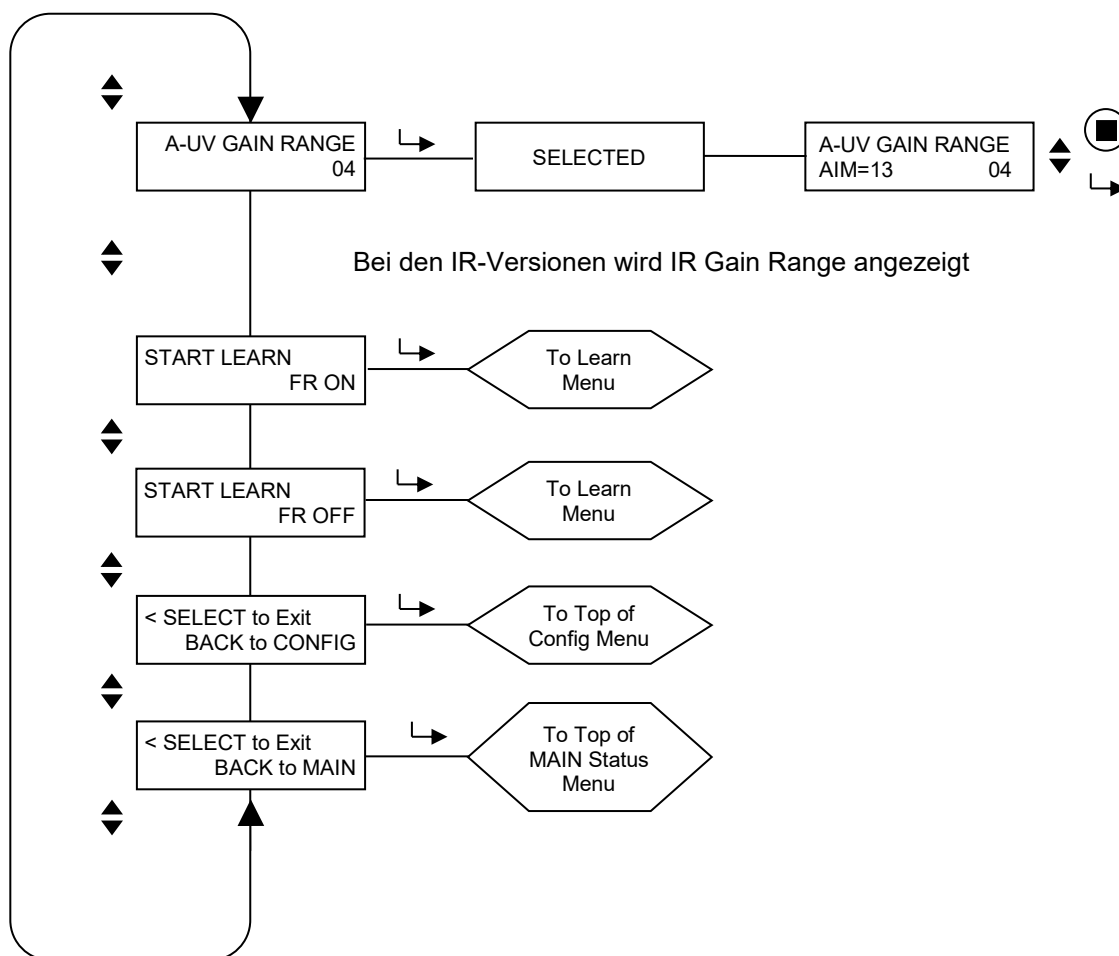 A-UV GAIN RANGE
04
SELECTED
A-UV GAIN RANGE
AIM=13 04
Bei den IR-Versionen wird IR Gain Range angezeigt
START LEARN
FR ON
To Learn
Menu
START LEARN
FR OFF
To Learn
Menu
< SELECT to Exit
BACK to CONFIG
To Top of
Config Menu
< SELECT to Exit
BACK to MAIN
To Top of
MAIN Status
Menu